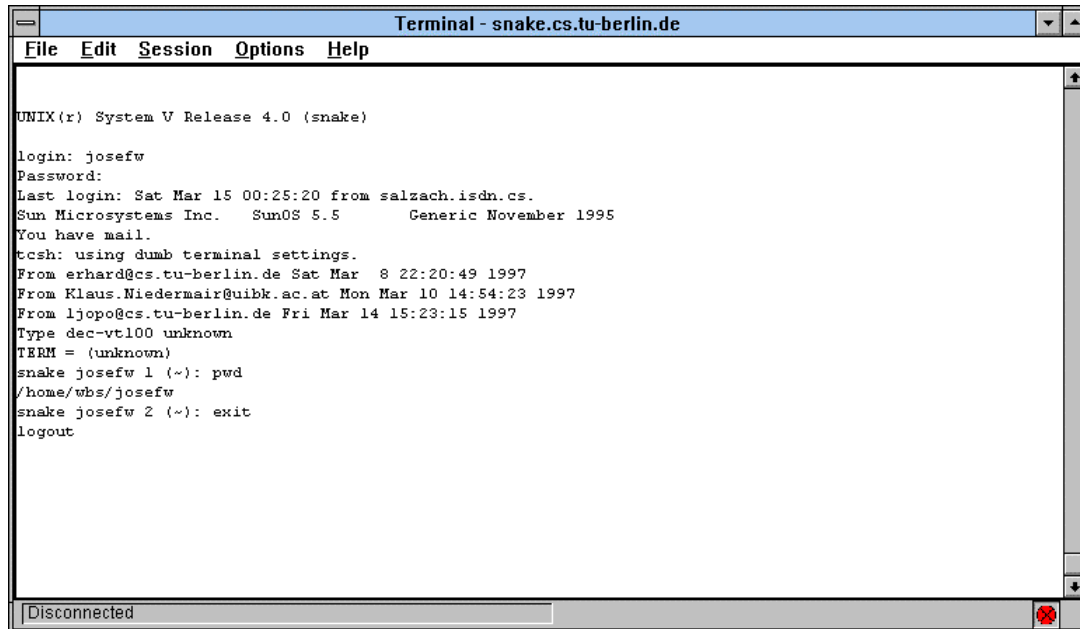 Terminal - snake.cs.tu-berlin.de
File Edit Session Options Help
UNIX(r) System V Release 4.0 (snake)
login: josefw
Password:
Last login: Sat Mar 15 00:25:20 from salzach.isdn.cs.
Sun Microsystems Inc.   SunOS 5.5       Generic November 1995
You have mail.
tcsh: using dumb terminal settings.
From erhard@cs.tu-berlin.de Sat Mar  8 22:20:49 1997
From Klaus.Niedermair@uibk.ac.at Mon Mar 10 14:54:23 1997
From ljopo@cs.tu-berlin.de Fri Mar 14 15:23:15 1997
Type dec-vt100 unknown
TERM = (unknown)
snake josefw 1 (~): pwd
/home/wbs/josefw
snake josefw 2 (~): exit
logout
Disconnected